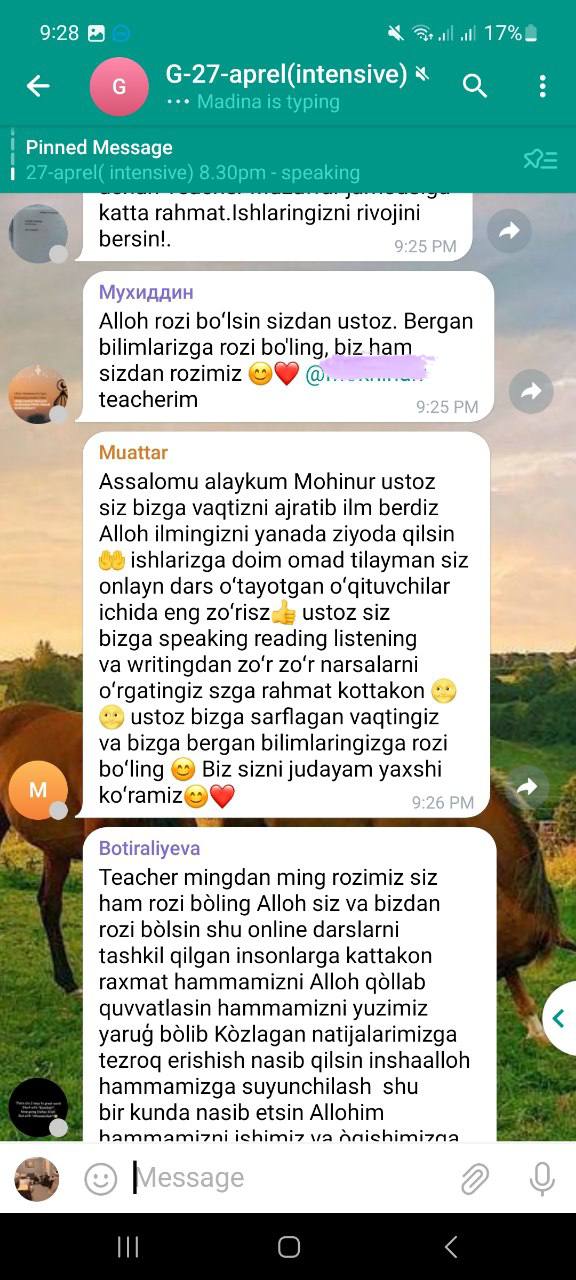 9:28
17%
G
G-27-aprel(intensive)
Madina is typing
Pinned Message
27-aprel( intensive) 8.30pm - speaking
katta rahmat.Ishlaringizni rivojini
bersin!.
9:25 PM
Мухиддин
Alloh rozi boʻlsin sizdan ustoz. Bergan
bilimlarizga rozi bo'ling, biz ham
sizdan rozimiz 😊❤️ @
teacherim
9:25 PM
Muattar
Assalomu alaykum Mohinur ustoz
siz bizga vaqtizni ajratib ilm berdiz
Alloh ilmingizni yanada ziyoda qilsin
🤲 ishlarizga doim omad tilayman siz
onlayn dars oʻtayotgan oʻqituvchilar
ichida eng zoʻrisz👍 ustoz siz
bizga speaking reading listening
va writingdan zoʻr zoʻr narsalarni
oʻrgatingiz szga rahmat kottakon 🌝
🌝 ustoz bizga sarflagan vaqtingiz
va bizga bergan bilimlaringizga rozi
boʻling 😊 Biz sizni judayam yaxshi
koʻramiz😊❤️
9:26 PM
M
Botiraliyeva
Teacher mingdan ming rozimiz siz
ham rozi bòling Alloh siz va bizdan
rozi bòlsin shu online darslarni
tashkil qilgan insonlarga kattakon
raxmat hammamizni Alloh qòllab
quvvatlasin hammamizni yuzimiz
yaruǵ bòlib Kòzlagan natijalarimizga
tezroq erishish nasib qilsin inshaalloh
hammamizga suyunchilash shu
bir kunda nasib etsin Allohim
hammamizni ishimiz va òqishimizga
Message